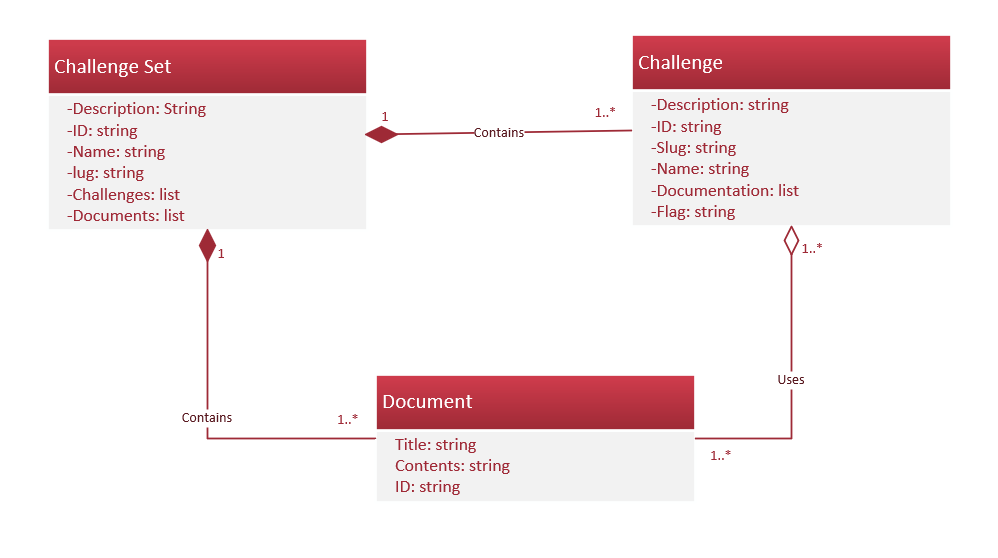 Challenge Set
-Description: String
-ID: string
-Name: string
-lug: string
-Challenges: list
-Documents: list
1
Contains
1..*
Challenge
-Description: string
-ID: string
-Slug: string
-Name: string
-Documentation: list
-Flag: string
1
Contains
1..*
1..*
Uses
1..*
Document
Title: string
Contents: string
ID: string